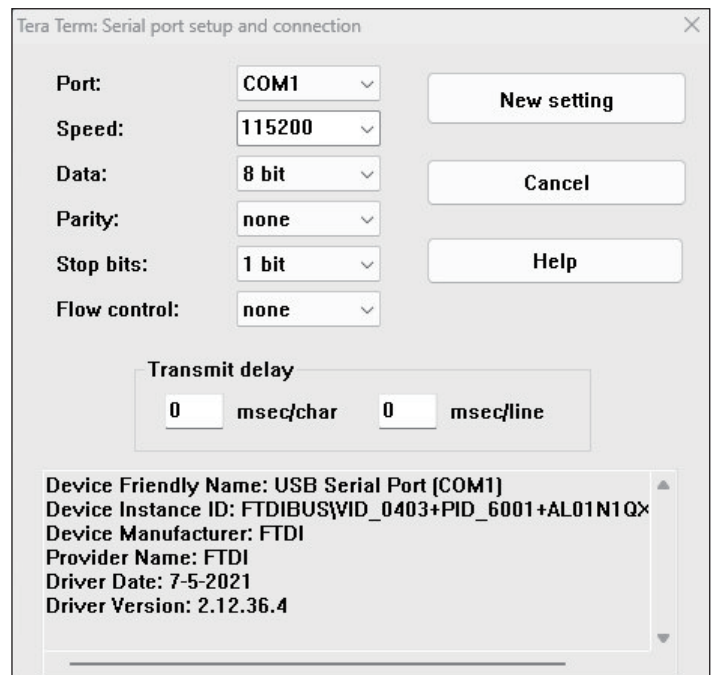 Tera Term: Serial port setup and connection
Port: COM1
New setting
Speed: 115200
Data: 8 bit
Cancel
Parity: none
Stop bits: 1 bit
Help
Flow control: none
Transmit delay
0 msec/char 0 msec/line
Device Friendly Name: USB Serial Port (COM1)
Device Instance ID: FTDIBUS\VID_0403+PID_6001+AL01N1QX
Device Manufacturer: FTDI
Provider Name: FTDI
Driver Date: 7-5-2021
Driver Version: 2.12.36.4